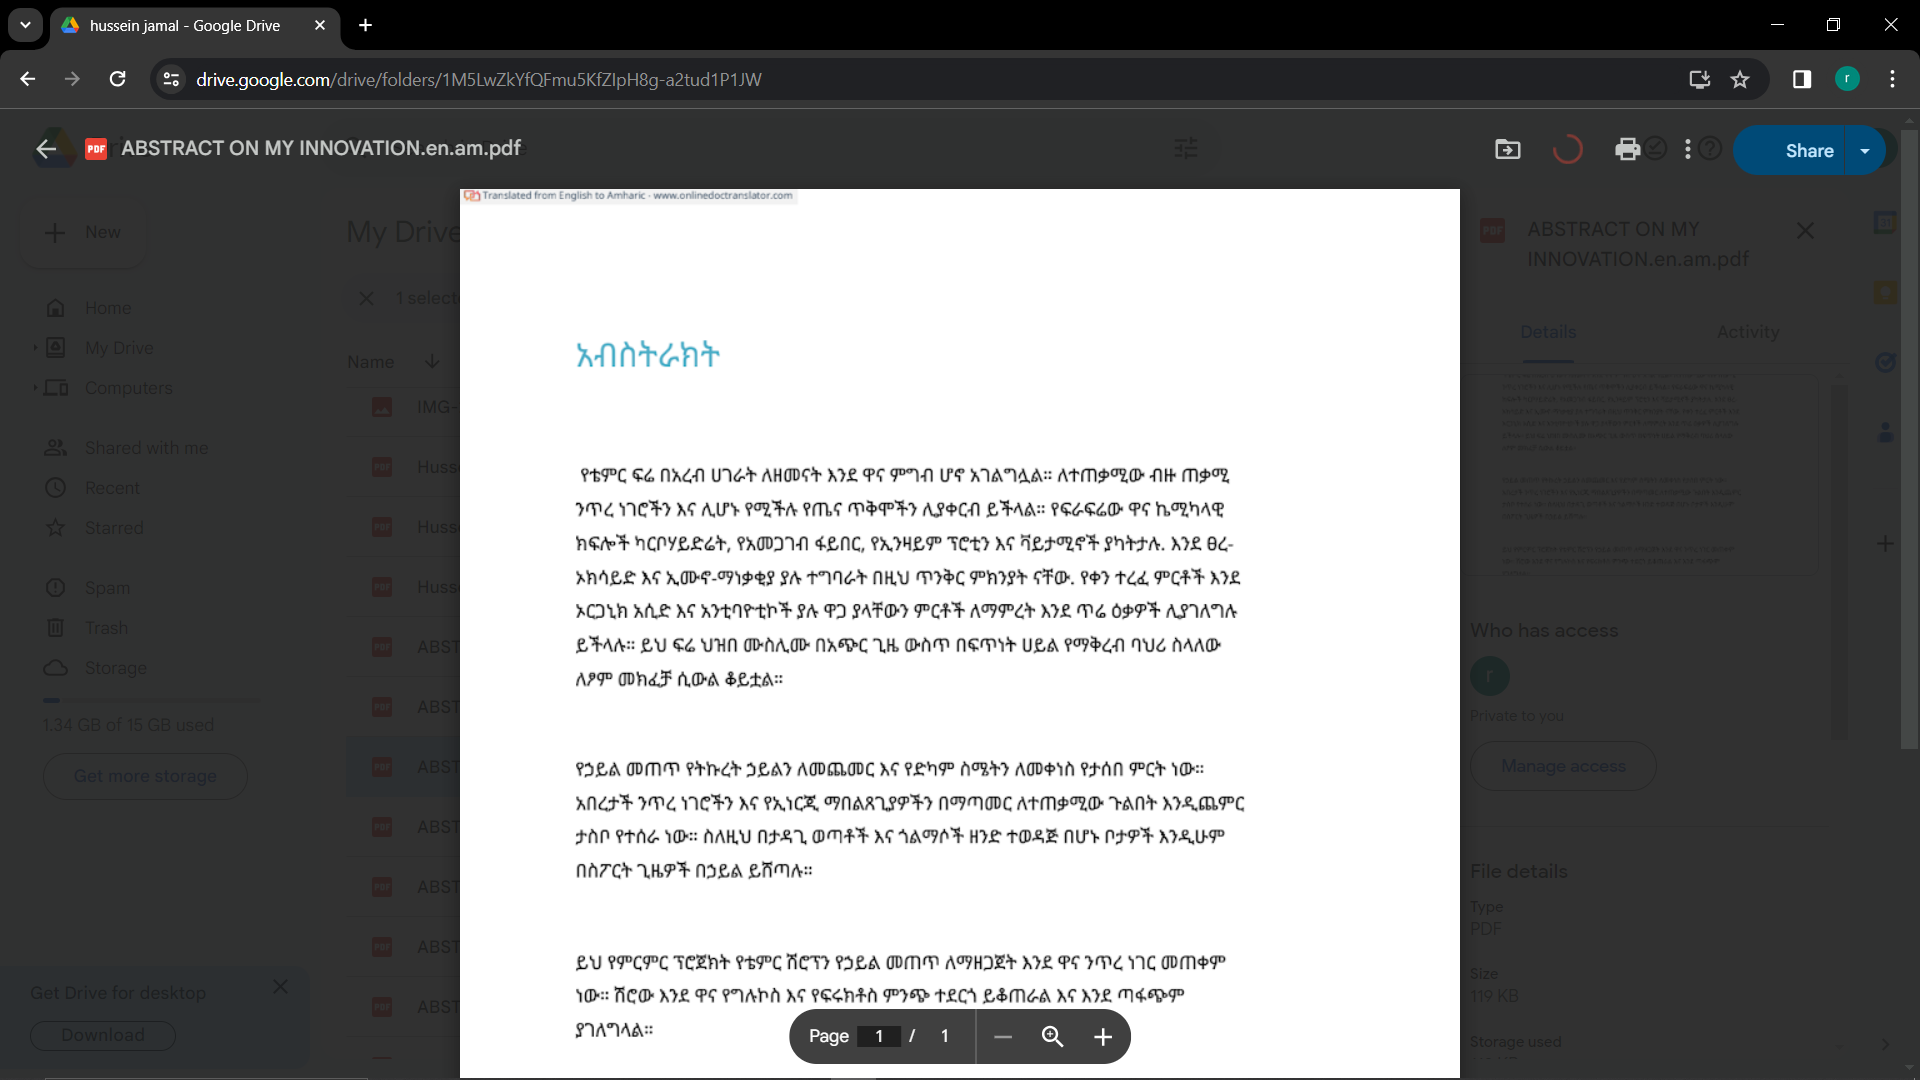 hussein jamal - Google Drive
drive.google.com/drive/folders/1M5LwZkYfQFmu5KfZIpH8g-a2tud1P1JW
ABSTRACT ON MY INNOVATION.en.am.pdf
Share
New
My Drive
1 select
Home
My Drive
Computers
Shared with me
Recent
Starred
Spam
Trash
Storage
1.34 GB of 15 GB used
Get more storage
Get Drive for desktop
Download
Name
IMG-
Huss
Huss
Huss
ABST
ABST
ABST
ABST
ABST
ABST
ABST
Translated from English to Amharic - www.onlinedoctranslator.com
አብስትራክት
የቴምር ፍሬ በአረብ ሀገራት ለዘመናት እንደ ዋና ምግብ ሆኖ አገልግሏል። ለተጠቃሚው ብዙ ጠቃሚ
ንጥረ ነገሮችን እና ሊሆኑ የሚችሉ የጤና ጥቅሞችን ሊያቀርብ ይችላል። የፍራፍሬው ዋና ኬሚካላዊ
ክፍሎች ካርቦሃይድሬት, የአመጋገብ ፋይበር, የኢንዛይም ፕሮቲን እና ቫይታሚኖች ያካትታሉ. እንደ ፀረ-
ኦክሳይድ እና ኢሙኖ-ማነቃቂያ ያሉ ተግባራት በዚህ ጥንቅር ምክንያት ናቸው. የቀን ተረፈ ምርቶች እንደ
ኦርጋኒክ አሲድ እና አንቲባዮቲኮች ያሉ ዋጋ ያላቸውን ምርቶች ለማምረት እንደ ጥሬ ዕቃዎች ሊያገለግሉ
ይችላሉ። ይህ ፍሬ ህዝበ ሙስሊሙ በአጭር ጊዜ ውስጥ በፍጥነት ሀይል የማቅረብ ባህሪ ስላለው
ለፆም መክፈቻ ሲውል ቆይቷል።
የኃይል መጠጥ የትኩረት ኃይልን ለመጨመር እና የድካም ስሜትን ለመቀነስ የታሰበ ምርት ነው።
አበረታች ንጥረ ነገሮችን እና የኢነርጂ ማበልጸጊያዎችን በማጣመር ለተጠቃሚው ጉልበት እንዲጨምር
ታስቦ የተሰራ ነው። ስለዚህ በታዳጊ ወጣቶች እና ጎልማሶች ዘንድ ተወዳጅ በሆኑ ቦታዎች እንዲሁም
በስፖርት ጊዜዎች በኃይል ይሸጣሉ።
ይህ የምርምር ፕሮጀክት የቴምር ሽሮፕን የኃይል መጠጥ ለማዘጋጀት እንደ ዋና ንጥረ ነገር መጠቀም
ነው። ሽሮው እንደ ዋና የግሉኮስ እና የፍሩክቶስ ምንጭ ተደርጎ ይቆጠራል እና እንደ ጣፋጭም
ያገለግላል።
Page 1 / 1
ABSTRACT ON MY
INNOVATION.en.am.pdf
Details
Activity
Who has access
r
Private to you
Manage access
File details
Type
PDF
Size
119 KB
Storage used